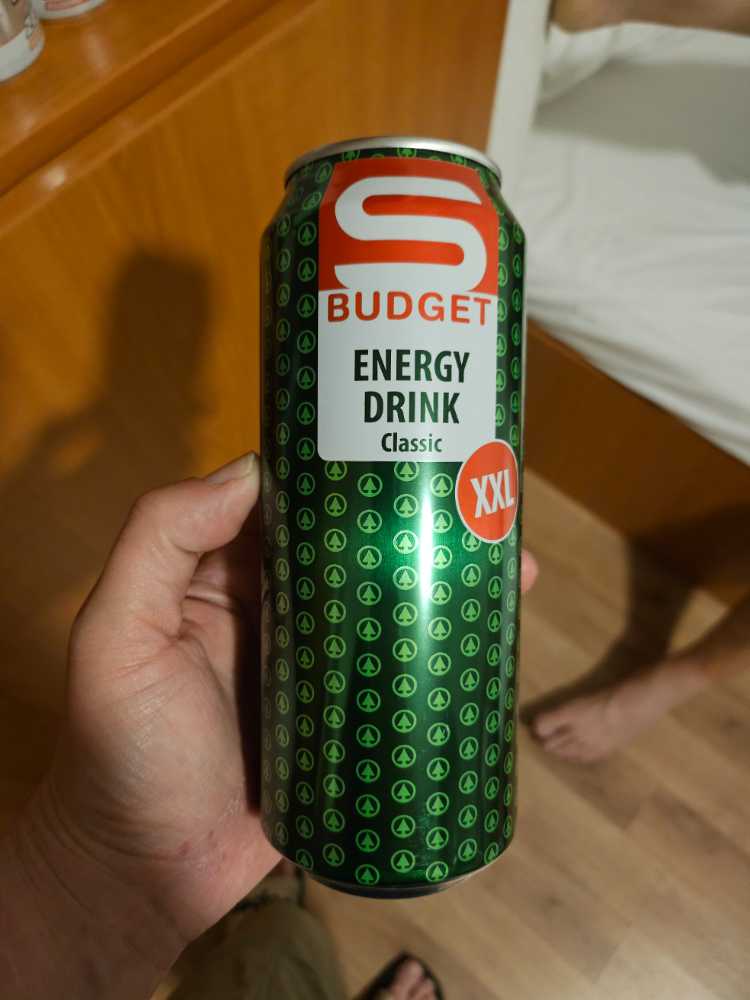 S
BUDGET
ENERGY
DRINK
Classic
XXL